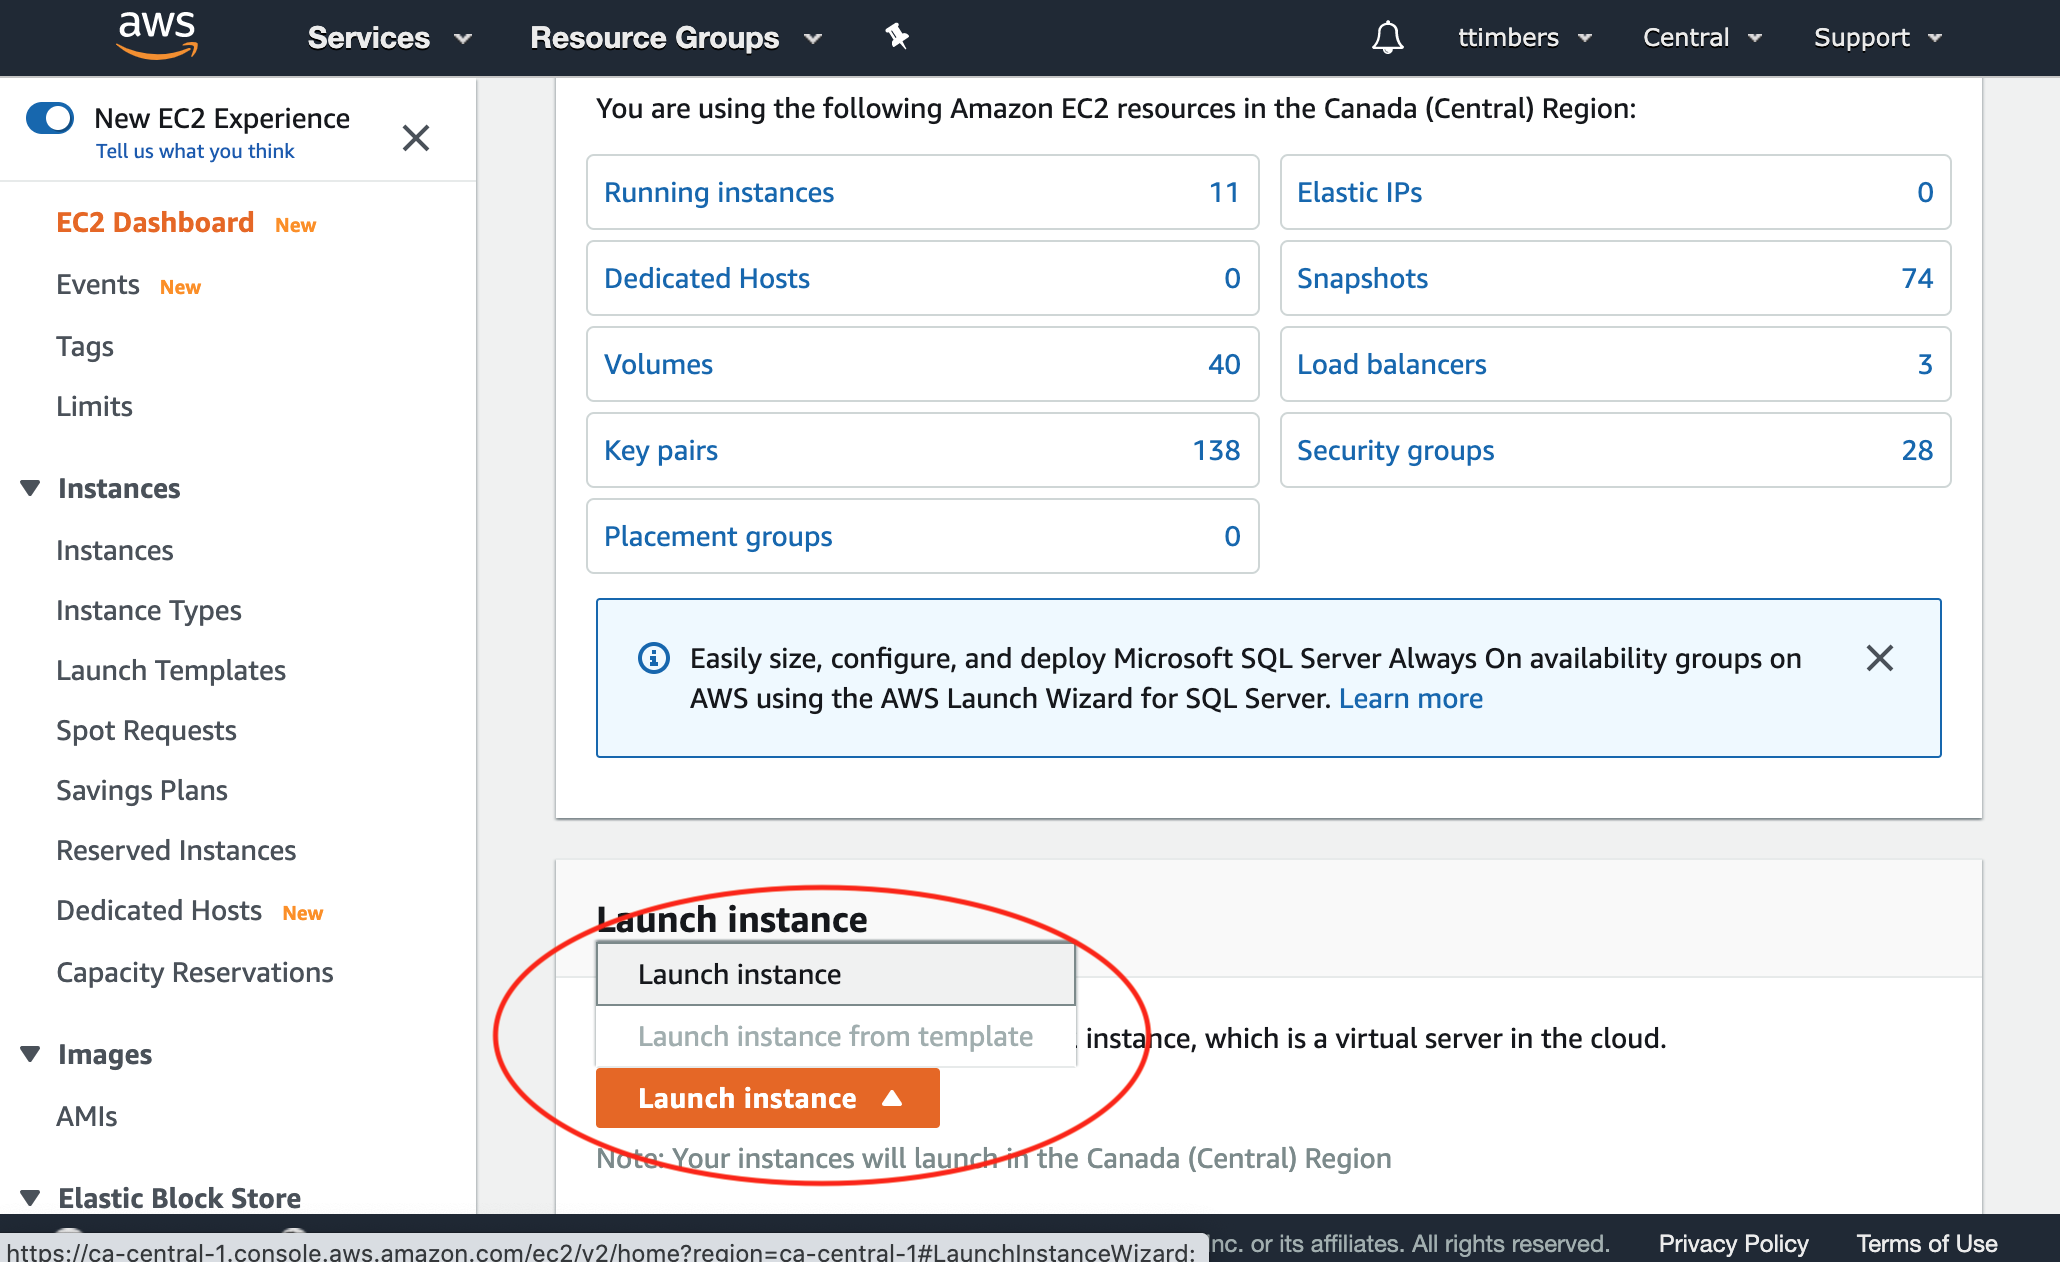 aws
Services
Resource Groups
ttimbers
Central
Support
New EC2 Experience
Tell us what you think
EC2 Dashboard New
Events New
Tags
Limits
Instances
Instances
Instance Types
Launch Templates
Spot Requests
Savings Plans
Reserved Instances
Dedicated Hosts New
Capacity Reservations
Images
AMIs
Elastic Block Store
You are using the following Amazon EC2 resources in the Canada (Central) Region:
Running instances 11
Elastic IPs 0
Dedicated Hosts 0
Snapshots 74
Volumes 40
Load balancers 3
Key pairs 138
Security groups 28
Placement groups 0
Easily size, configure, and deploy Microsoft SQL Server Always On availability groups on
AWS using the AWS Launch Wizard for SQL Server. Learn more
Launch instance
Launch instance
Launch instance from template
instance, which is a virtual server in the cloud.
Launch instance
Note: Your instances will launch in the Canada (Central) Region
https://ca-central-1.console.aws.amazon.com/ec2/v2/home?region=ca-central-1#LaunchInstanceWizard:
Inc. or its affiliates. All rights reserved.
Privacy Policy
Terms of Use